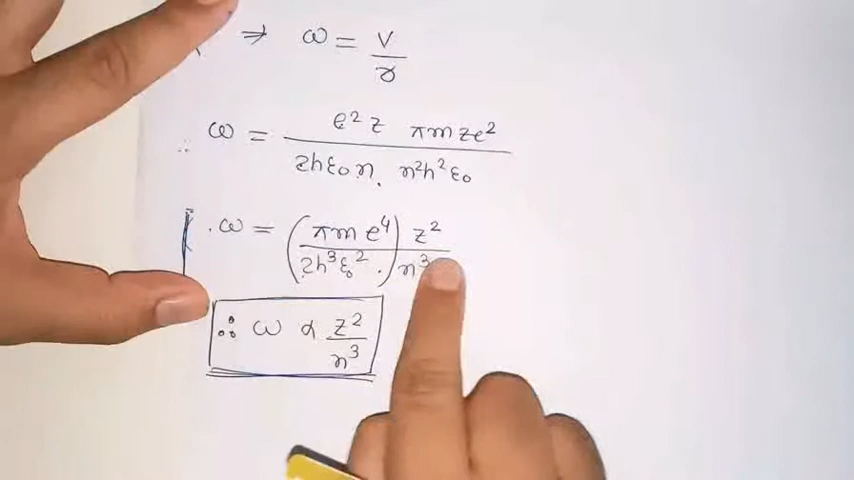 ⇒ ω = v/r
∴ ω = e²z πmze² / 2hε₀n. n²h²ε₀
. ω = (πme⁴ / 2h³ε₀² .) z² / n³
∴ ω ∝ z²/n³